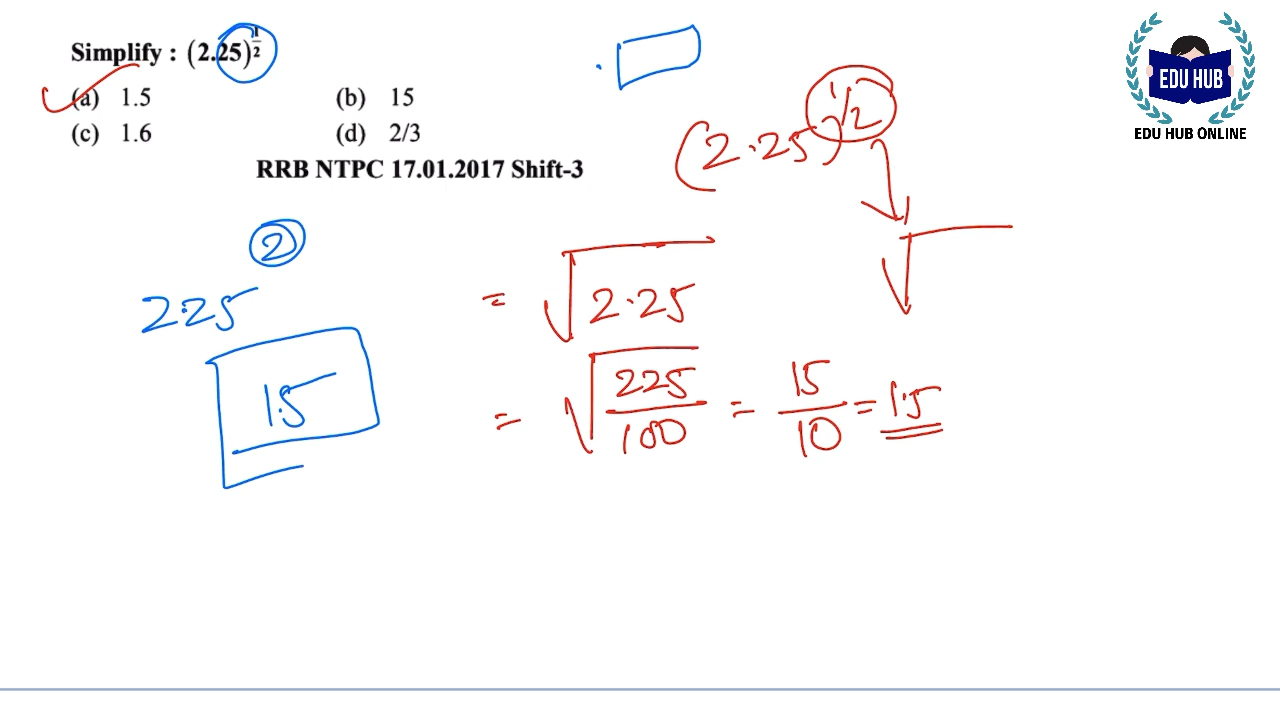 Simplify : (2.25)^1/2
(a) 1.5 (b) 15
(c) 1.6 (d) 2/3
RRB NTPC 17.01.2017 Shift-3
EDU HUB
EDU HUB ONLINE
(2.25)^1/2
√
2
2.25
1.5
= √2.25
= √225/100 = 15/10 = 1.5